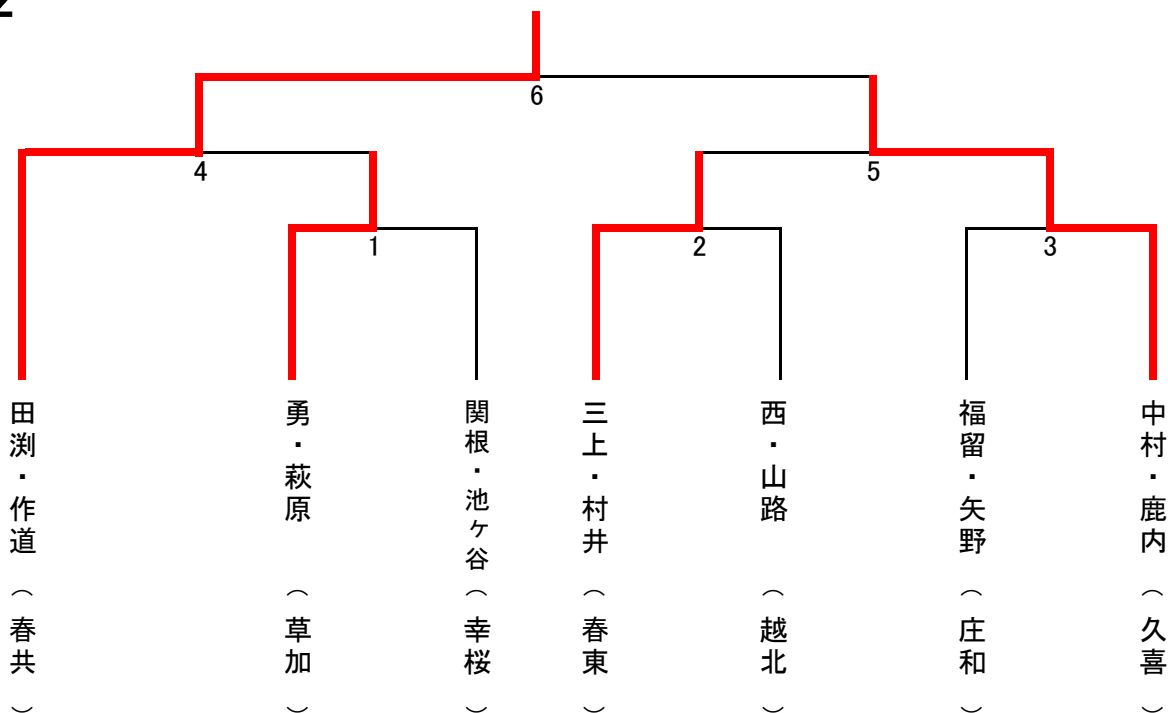 6
4
5
1
2
3
田渕・作道（春共）
勇・萩原（草加）
関根・池ヶ谷（幸桜）
三上・村井（春東）
西・山路（越北）
福留・矢野（庄和）
中村・鹿内（久喜）